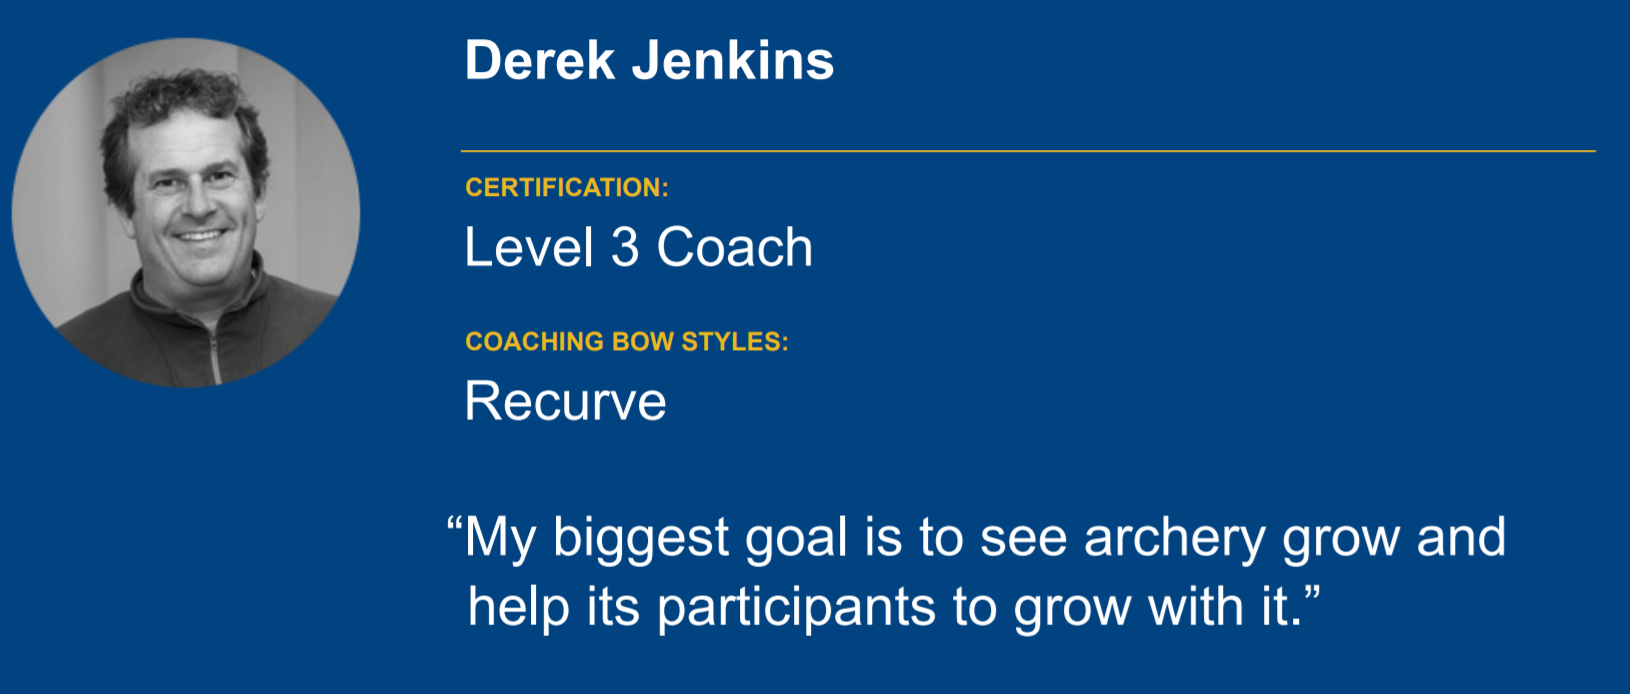 Derek Jenkins
CERTIFICATION:
Level 3 Coach
COACHING BOW STYLES:
Recurve
“My biggest goal is to see archery grow and
help its participants to grow with it.”